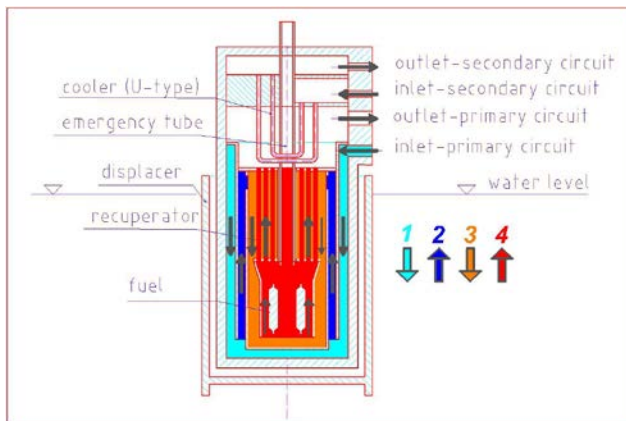 outlet-secondary circuit
cooler (U-type)
inlet-secondary circuit
outlet-primary circuit
emergency tube
inlet-primary circuit
displacer
water level
recuperator
1 2 3 4
fuel